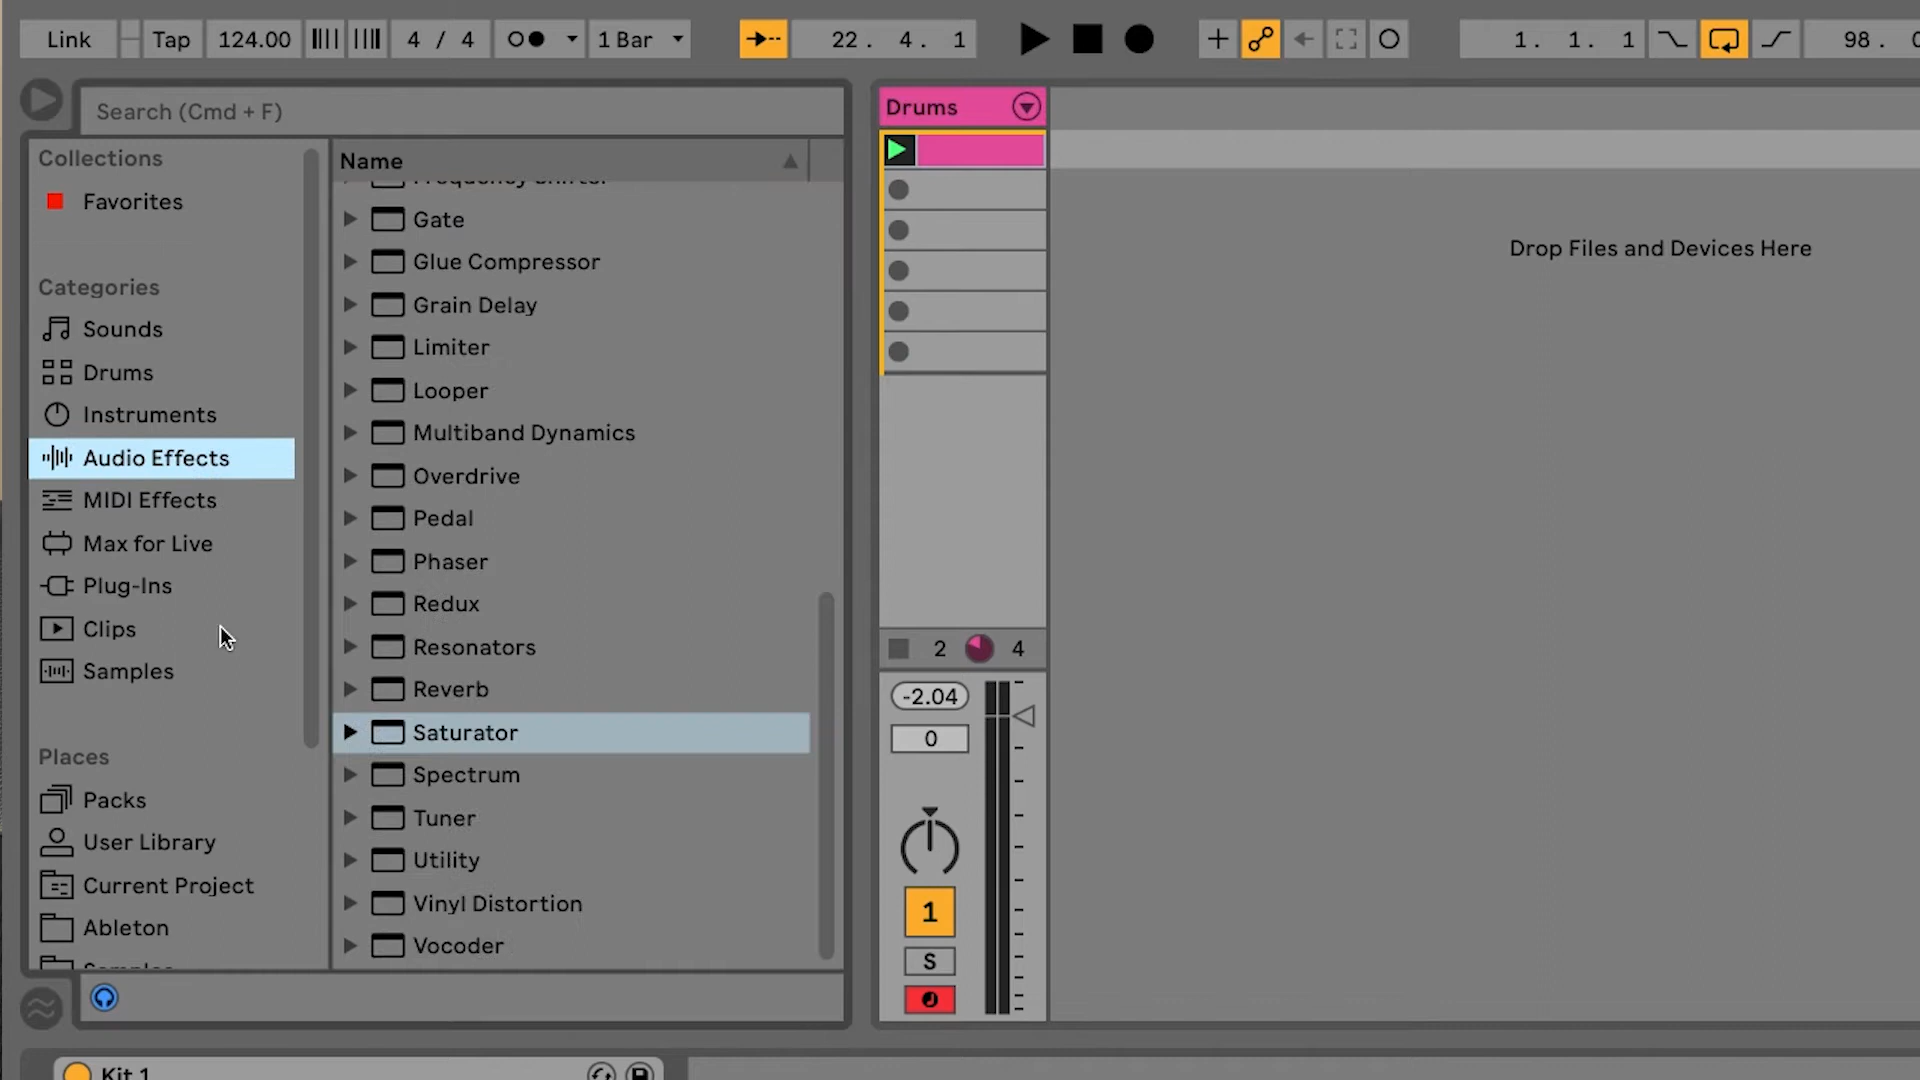 Link
Tap
124.00
4 / 4
1 Bar
22. 4. 1
1. 1. 1
98.
Search (Cmd + F)
Collections
Favorites
Categories
Sounds
Drums
Instruments
Audio Effects
MIDI Effects
Max for Live
Plug-Ins
Clips
Samples
Places
Packs
User Library
Current Project
Ableton
Name
Frequency Shifter
Gate
Glue Compressor
Grain Delay
Limiter
Looper
Multiband Dynamics
Overdrive
Pedal
Phaser
Redux
Resonators
Reverb
Saturator
Spectrum
Tuner
Utility
Vinyl Distortion
Vocoder
Drums
2 4
-2.04
0
1
S
Drop Files and Devices Here
Kit 1